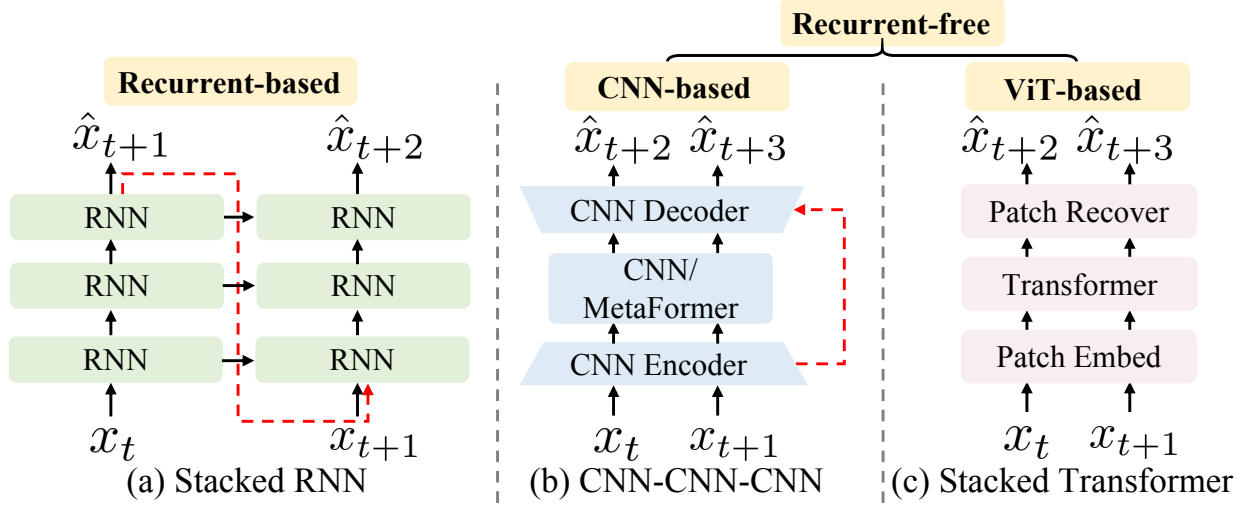 Recurrent-free
Recurrent-based
CNN-based
ViT-based
x̂t+1
x̂t+2
x̂t+2
x̂t+3
x̂t+2
x̂t+3
RNN
RNN
RNN
RNN
RNN
RNN
CNN Decoder
CNN/
MetaFormer
CNN Encoder
Patch Recover
Transformer
Patch Embed
xt
xt+1
xt
xt+1
xt
xt+1
(a) Stacked RNN
(b) CNN-CNN-CNN
(c) Stacked Transformer